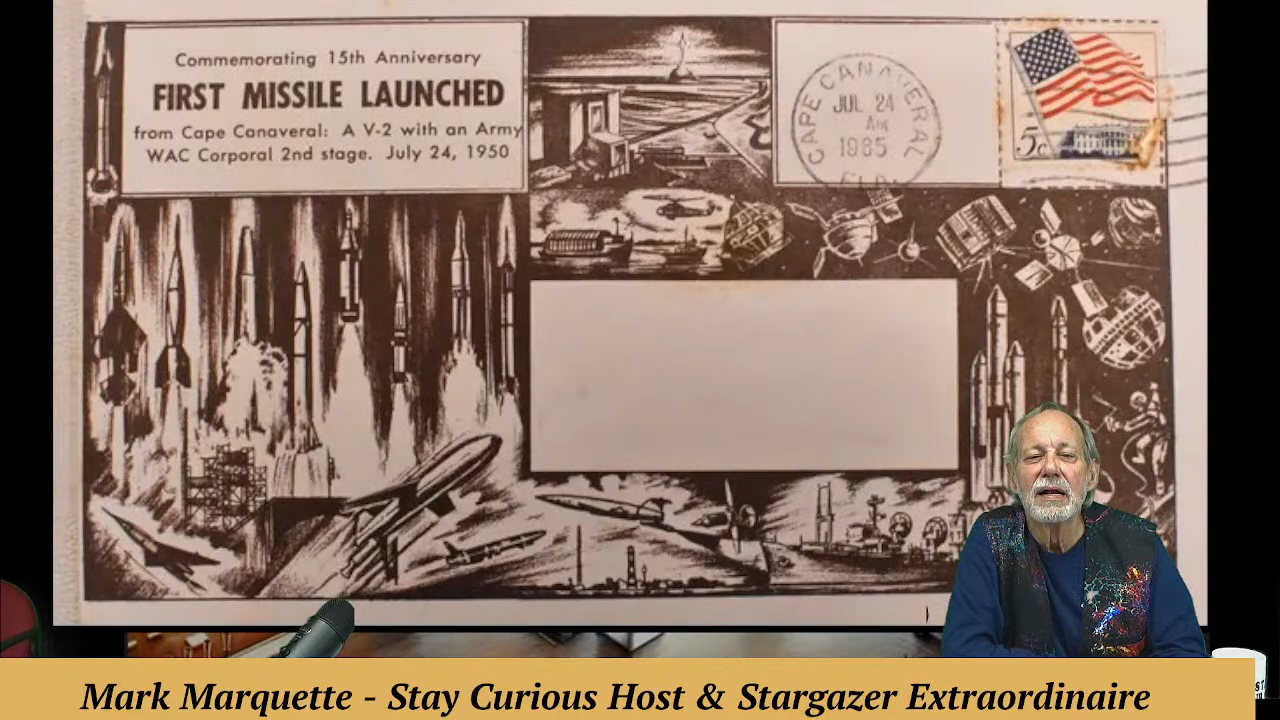 Commemorating 15th Anniversary
FIRST MISSILE LAUNCHED
from Cape Canaveral: A V-2 with an Army
WAC Corporal 2nd stage. July 24, 1950
CAPE CANAVERAL
JUL 24
AM
1965
FLA.
5c
Mark Marquette - Stay Curious Host & Stargazer Extraordinaire